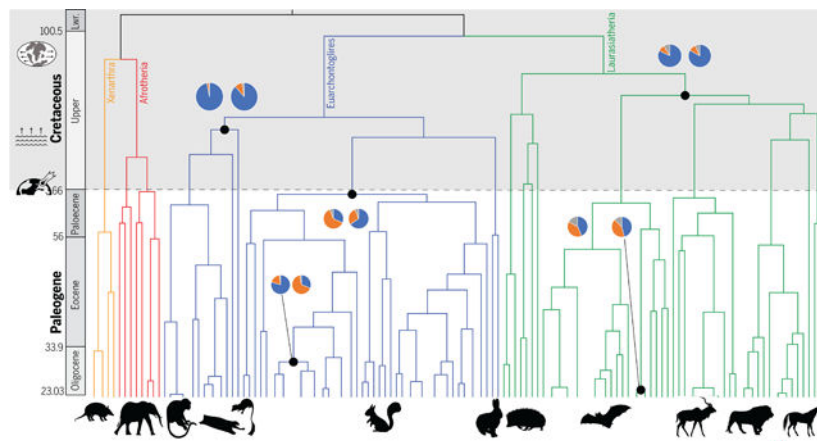 Lwr.
100.5
Upper
Cretaceous
66
Paleocene
56
Eocene
Paleogene
33.9
Oligocene
23.03
Xenarthra
Afrotheria
Euarchontoglires
Laurasiatheria